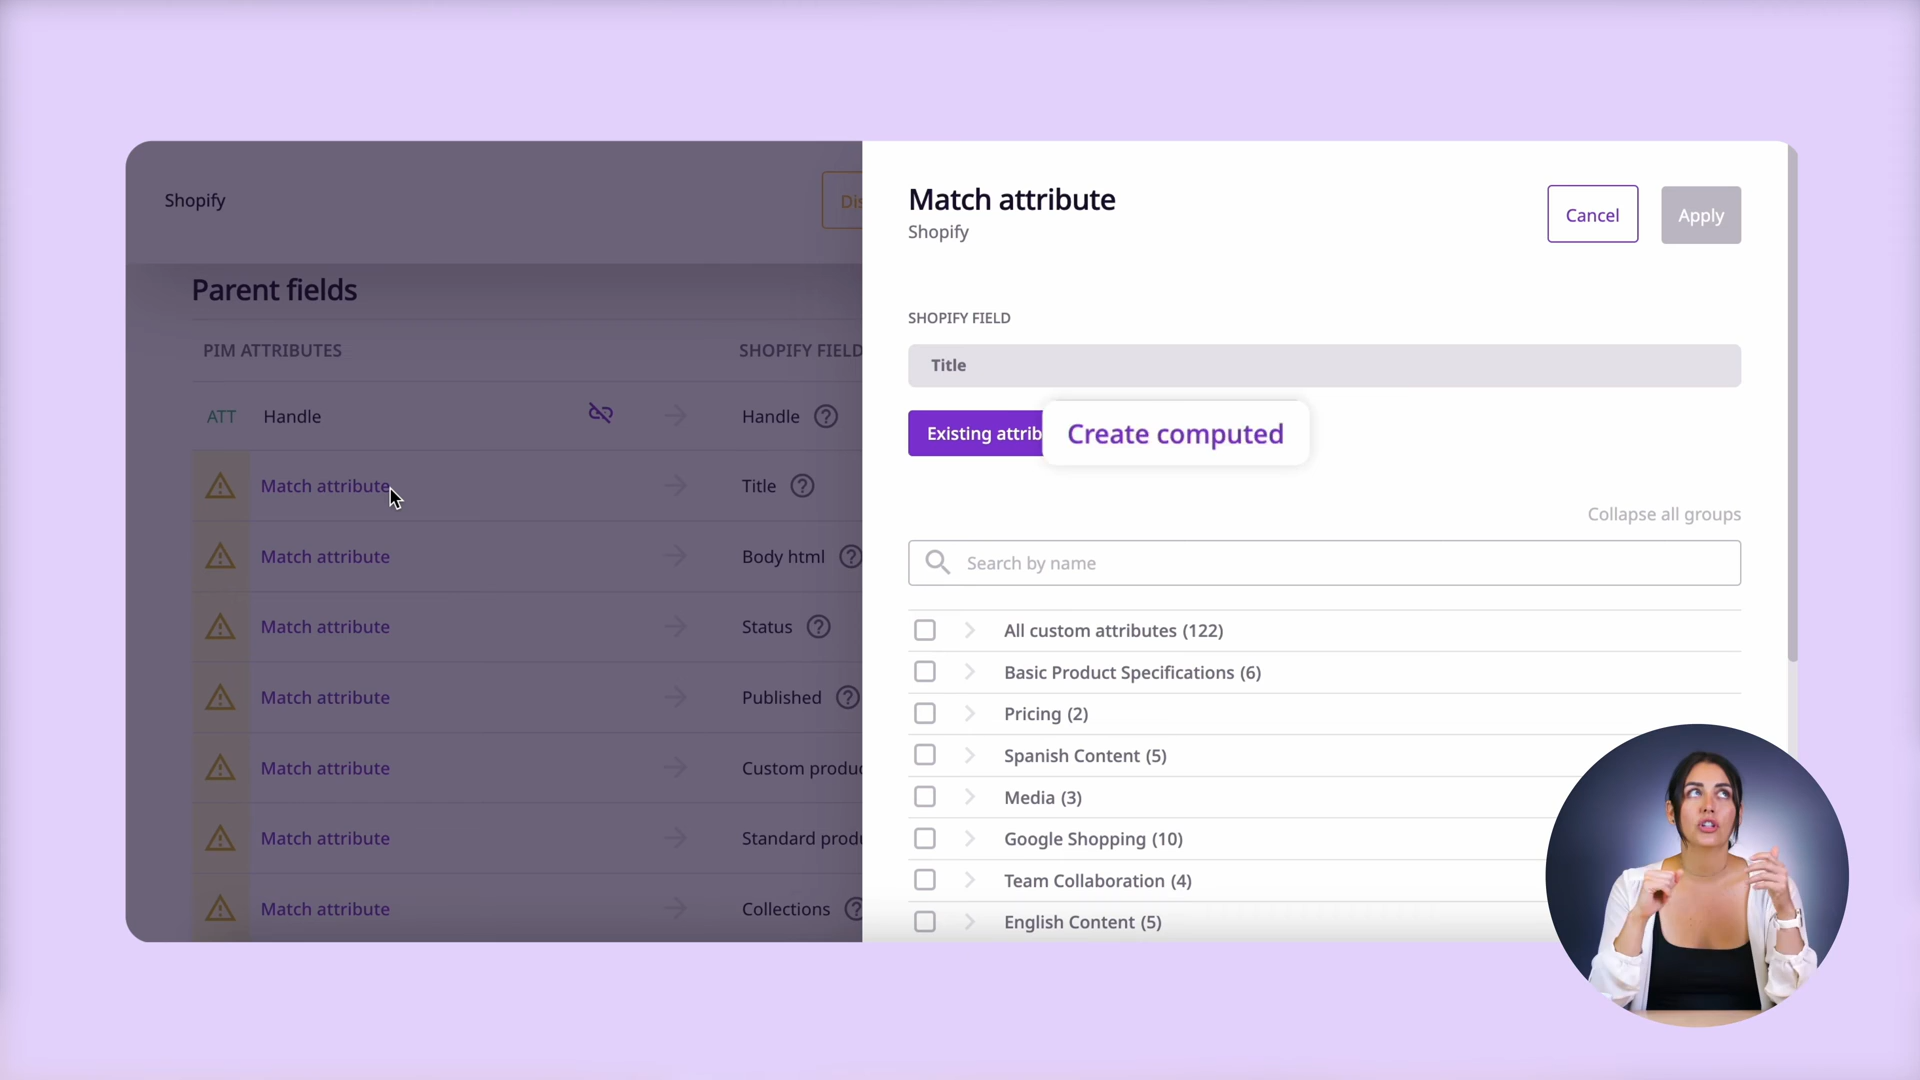 Shopify
Dis
Parent fields
PIM ATTRIBUTES
SHOPIFY FIELD
ATT
Handle
Handle
Match attribute
Title
Match attribute
Body html
Match attribute
Status
Match attribute
Published
Match attribute
Custom produc
Match attribute
Standard produ
Match attribute
Collections
Match attribute
Shopify
Cancel
Apply
SHOPIFY FIELD
Title
Existing attrib
Create computed
Collapse all groups
Search by name
All custom attributes (122)
Basic Product Specifications (6)
Pricing (2)
Spanish Content (5)
Media (3)
Google Shopping (10)
Team Collaboration (4)
English Content (5)